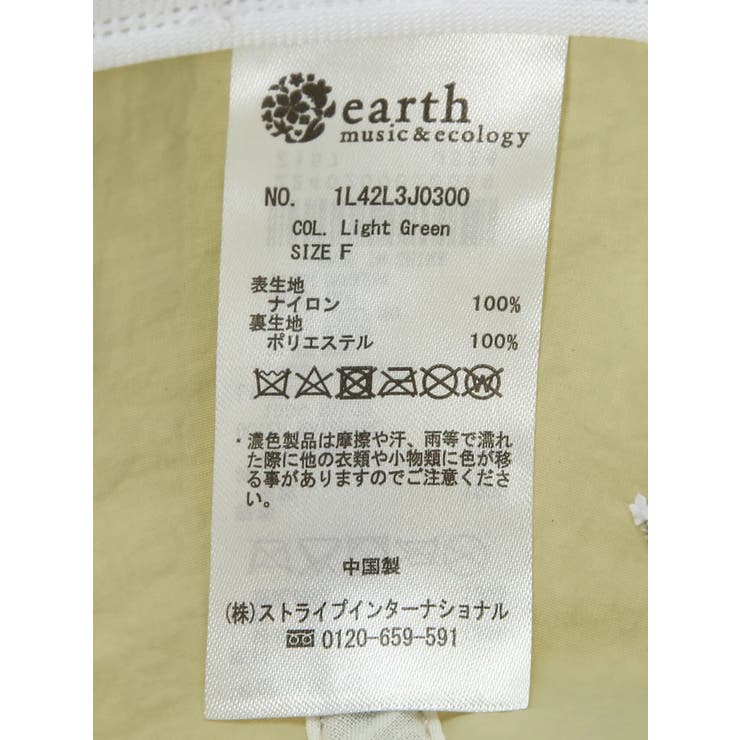 earth
music&ecology
NO. 1L42L3J0300
COL. Light Green
SIZE F
表生地
ナイロン 100%
裏生地
ポリエステル 100%
・濃色製品は摩擦や汗、雨等で濡れ
た際に他の衣類や小物類に色が移
る事がありますのでご注意くださ
い。
中国製
(株)ストライプインターナショナル
0120-659-591